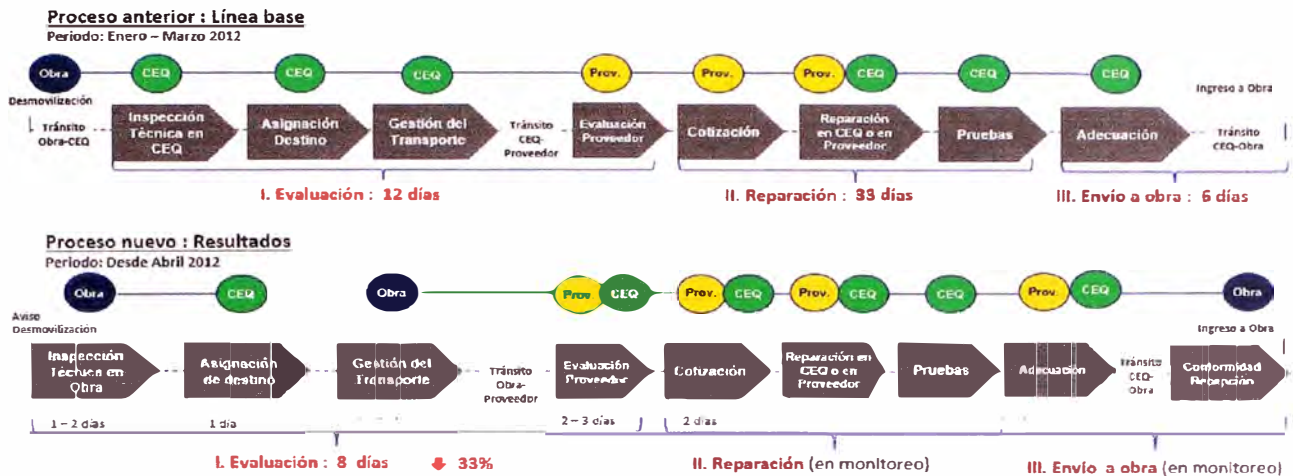 Proceso anterior : Línea base
Periodo: Enero – Marzo 2012
Obra
CEQ
CEQ
CEQ
Prov.
Prov.
Prov.
CEQ
CEQ
CEQ
Desmovilización
Ingreso a Obra
Tránsito
Obra-CEQ
Inspección
Técnica en
CEQ
Asignación
Destino
Gestión del
Transporte
Tránsito
CEQ-
Proveedor
Evaluación
Proveedor
Cotización
Reparación
en CEQ o en
Proveedor
Pruebas
Adecuación
Tránsito
CEQ-Obra
I. Evaluación : 12 días
II. Reparación : 33 días
III. Envío a obra : 6 días
Proceso nuevo : Resultados
Periodo: Desde Abril 2012
Obra
CEQ
Obra
Prov.
CEQ
Prov.
CEQ
Prov.
CEQ
CEQ
Prov.
CEQ
Obra
Aviso
Desmovilización
Ingreso a Obra
Inspección
Técnica en
Obra
Asignación
de destino
Gestión del
Transporte
Tránsito
Obra-
Proveedor
Evaluación
Proveedor
Cotización
Reparación en
CEQ o en
Proveedor
Pruebas
Adecuación
Tránsito
CEQ-
Obra
Conformidad
Recepción
1 – 2 días
1 día
2 – 3 días
2 días
I. Evaluación : 8 días
33%
II. Reparación (en monitoreo)
III. Envío a obra (en monitoreo)